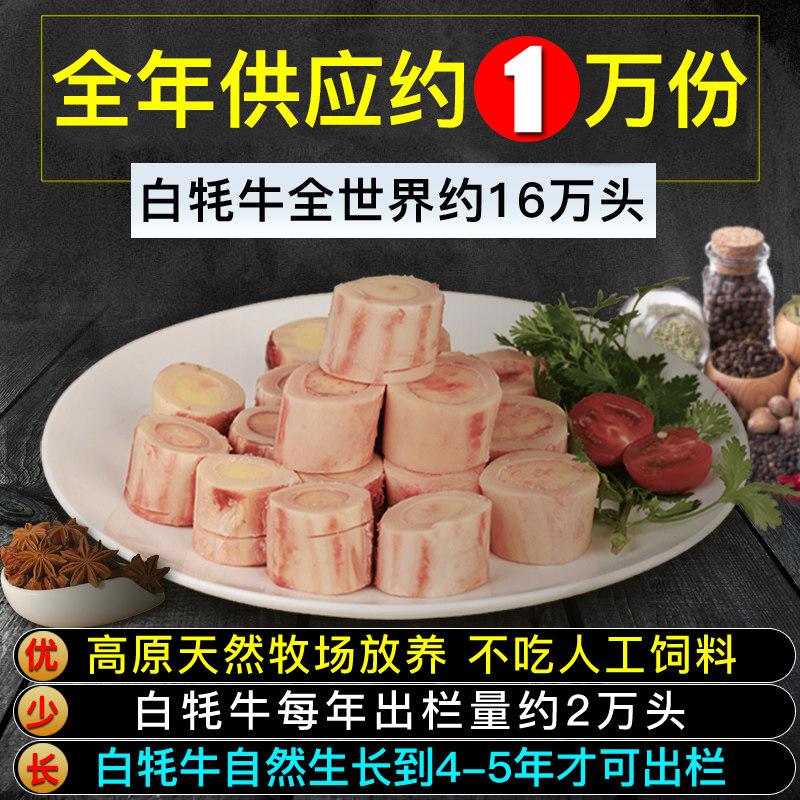 全年供应约1万份
白牦牛全世界约16万头
优 高原天然牧场放养 不吃人工饲料
少 白牦牛每年出栏量约2万头
长 白牦牛自然生长到4-5年才可出栏